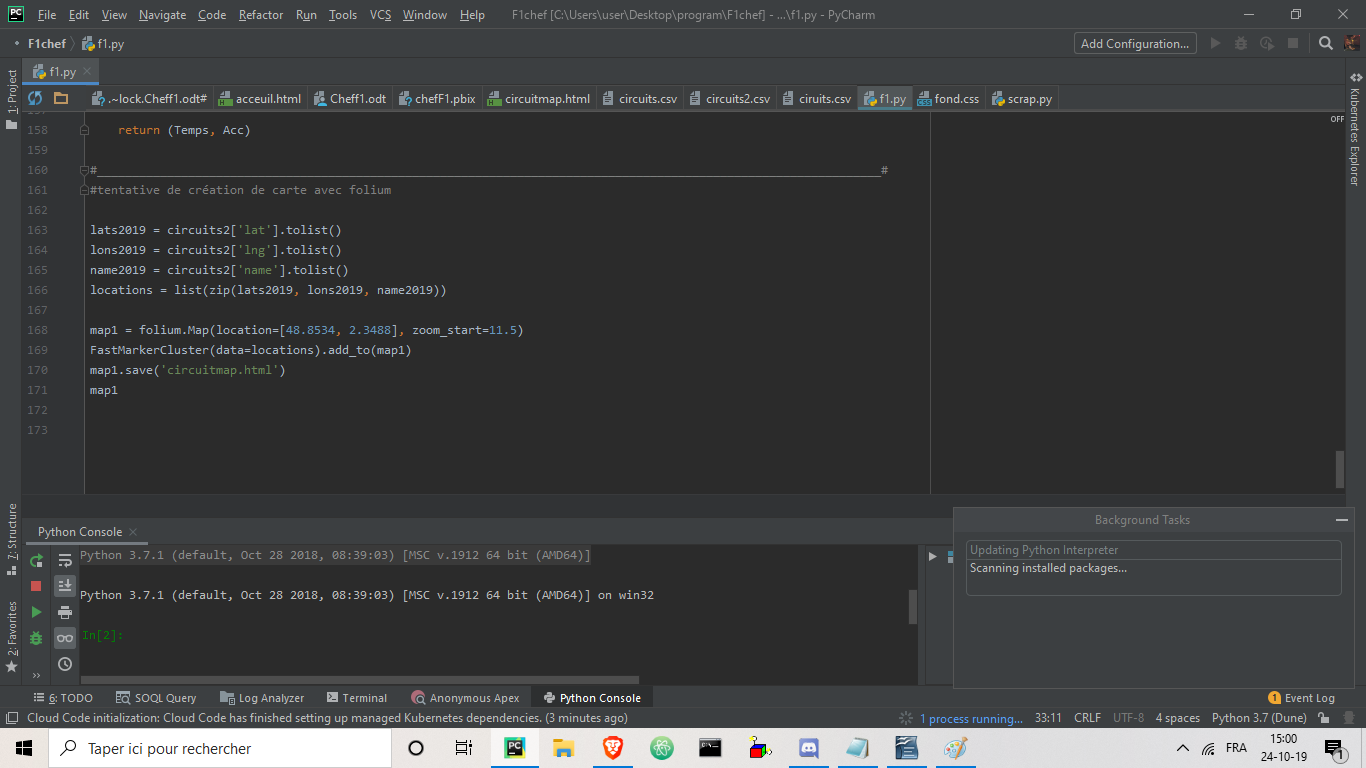 File Edit View Navigate Code Refactor Run Tools VCS Window Help F1chef [C:\Users\user\Desktop\program\F1chef] - ...\f1.py - PyCharm
F1chef f1.py Add Configuration...
f1.py
1: Project
.~lock.Cheff1.odt# acceuil.html Cheff1.odt chefF1.pbix circuitmap.html circuits.csv circuits2.csv ciruits.csv f1.py fond.css scrap.py
Kubernetes Explorer
OFF
158 return (Temps, Acc)
159
160 #________________________________________________________________________________________________________________#
161 #tentative de création de carte avec folium
162
163 lats2019 = circuits2['lat'].tolist()
164 lons2019 = circuits2['lng'].tolist()
165 name2019 = circuits2['name'].tolist()
166 locations = list(zip(lats2019, lons2019, name2019))
167
168 map1 = folium.Map(location=[48.8534, 2.3488], zoom_start=11.5)
169 FastMarkerCluster(data=locations).add_to(map1)
170 map1.save('circuitmap.html')
171 map1
172
173
7: Structure
2: Favorites
Python Console
Python 3.7.1 (default, Oct 28 2018, 08:39:03) [MSC v.1912 64 bit (AMD64)]
Python 3.7.1 (default, Oct 28 2018, 08:39:03) [MSC v.1912 64 bit (AMD64)] on win32
In[2]:
Background Tasks
Updating Python Interpreter
Scanning installed packages...
6: TODO SOQL Query Log Analyzer Terminal Anonymous Apex Python Console 1 Event Log
Cloud Code initialization: Cloud Code has finished setting up managed Kubernetes dependencies. (3 minutes ago) 1 process running... 33:11 CRLF UTF-8 4 spaces Python 3.7 (Dune)
Taper ici pour rechercher
FRA
15:00
24-10-19
1